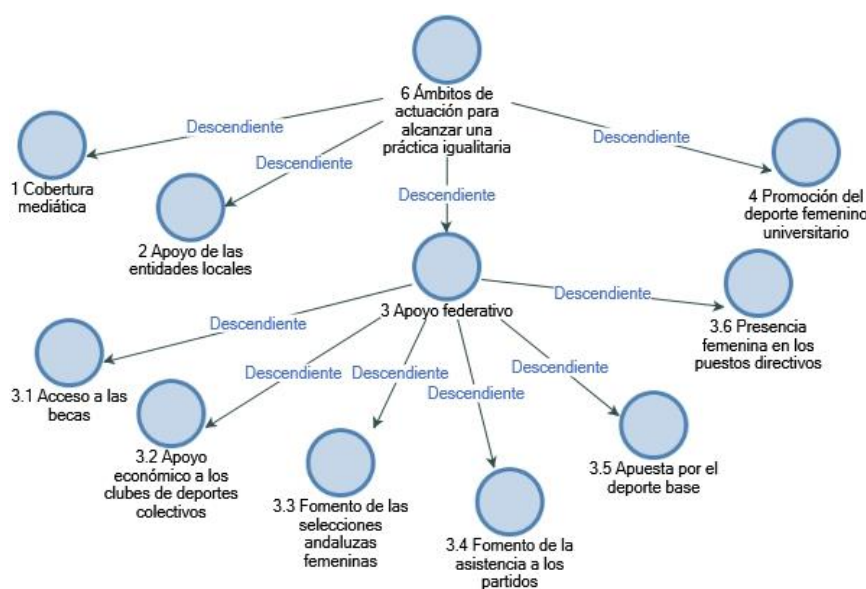 6 Ámbitos de
actuación para
alcanzar una
práctica igualitaria
Descendiente
Descendiente
Descendiente
Descendiente
1 Cobertura
mediática
2 Apoyo de las
entidades locales
4 Promoción del
deporte femenino
universitario
3 Apoyo federativo
Descendiente
Descendiente
Descendiente
Descendiente
Descendiente
Descendiente
3.6 Presencia
femenina en los
puestos directivos
3.1 Acceso a las
becas
3.2 Apoyo
económico a los
clubes de deportes
colectivos
3.3 Fomento de las
selecciones
andaluzas
femeninas
3.4 Fomento de la
asistencia a los
partidos
3.5 Apuesta por el
deporte base